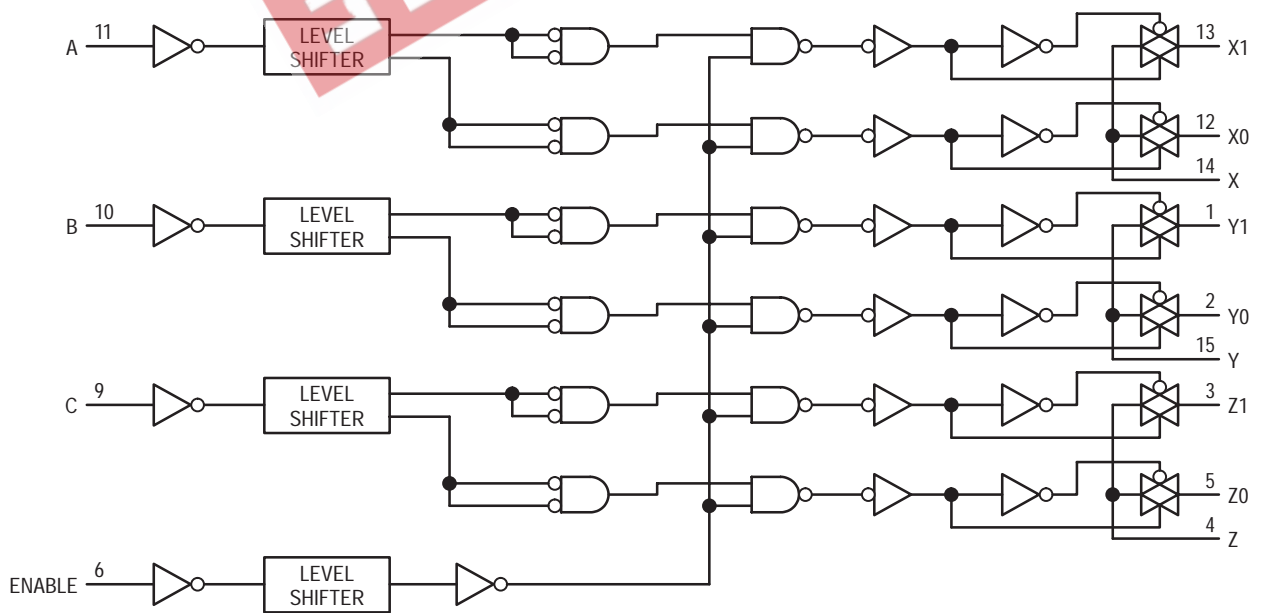 A 11 LEVEL SHIFTER 13 X1
12 X0
14 X
B 10 LEVEL SHIFTER 1 Y1
2 Y0
15 Y
C 9 LEVEL SHIFTER 3 Z1
5 Z0
4 Z
ENABLE 6 LEVEL SHIFTER